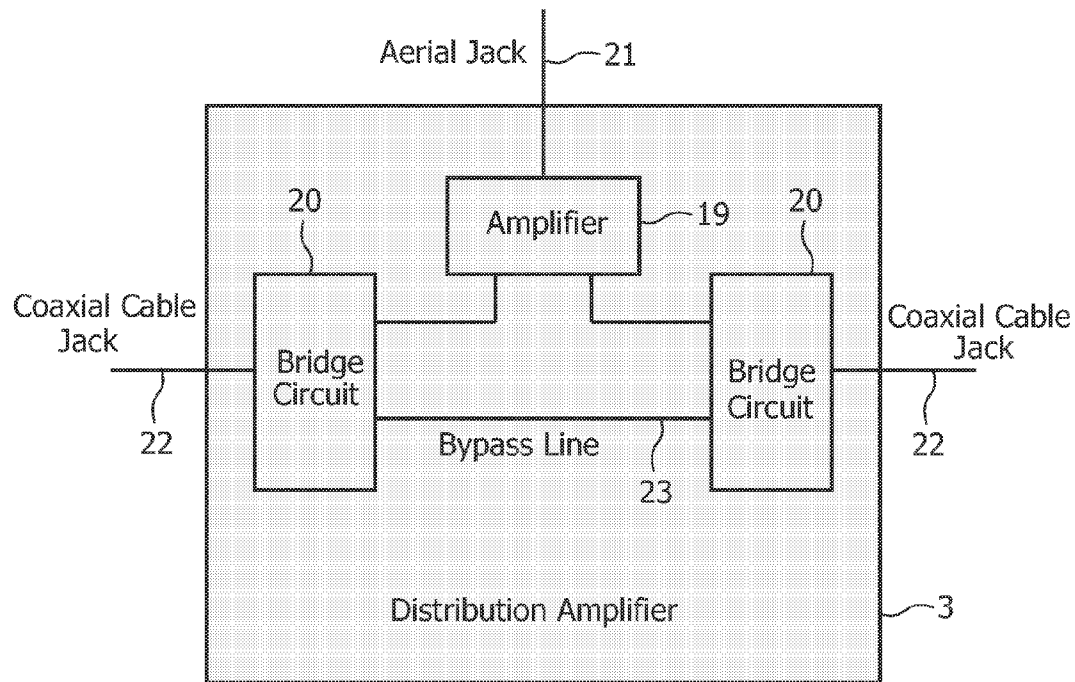 Aerial Jack
21
20
Amplifier
19
20
Coaxial Cable
Jack
Bridge
Circuit
Bridge
Circuit
Coaxial Cable
Jack
22
Bypass Line
23
22
Distribution Amplifier
3